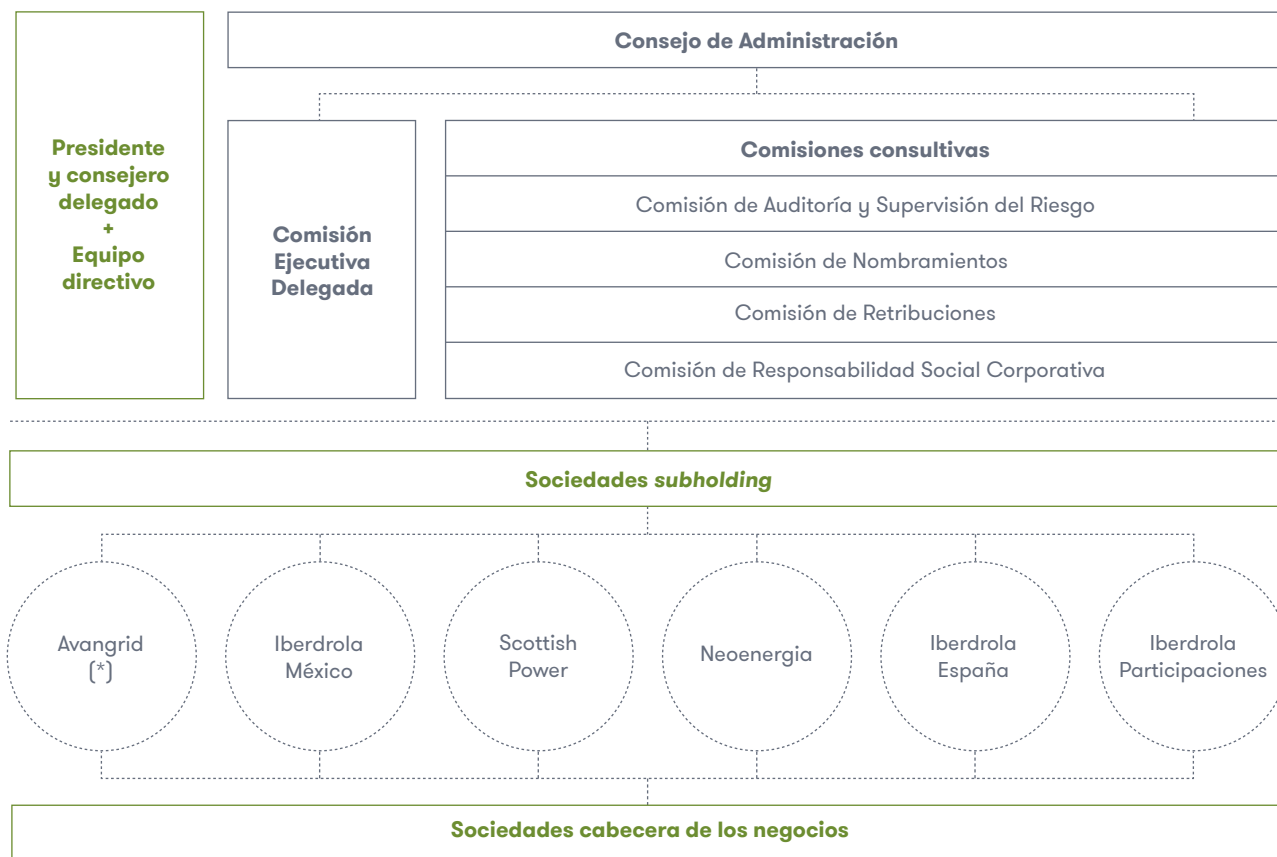 Consejo de Administración
Presidente
y consejero
delegado
+
Equipo
directivo
Comisión
Ejecutiva
Delegada
Comisiones consultivas
Comisión de Auditoría y Supervisión del Riesgo
Comisión de Nombramientos
Comisión de Retribuciones
Comisión de Responsabilidad Social Corporativa
Sociedades subholding
Avangrid
(*)
Iberdrola
México
Scottish
Power
Neoenergia
Iberdrola
España
Iberdrola
Participaciones
Sociedades cabecera de los negocios